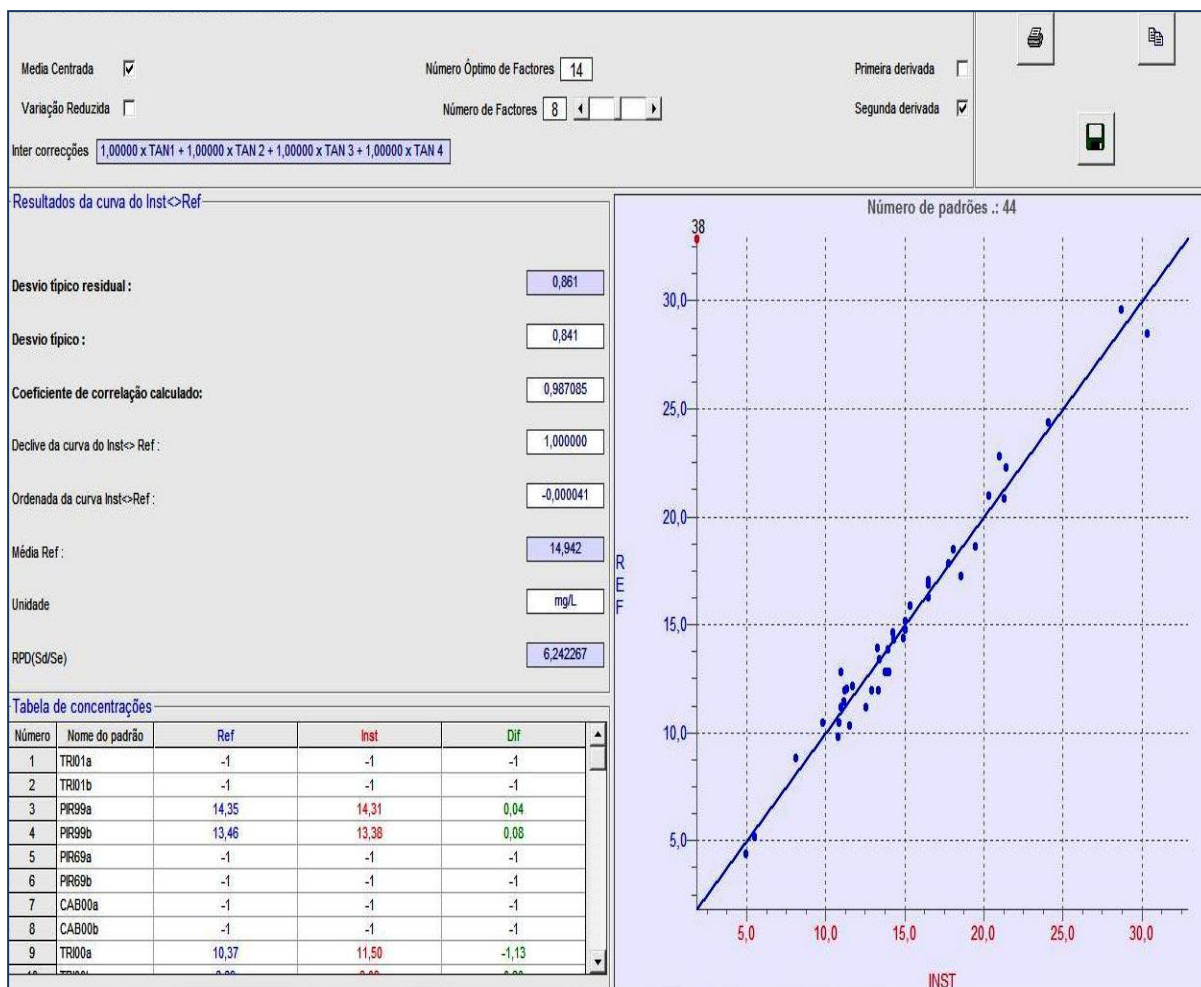 Media Centrada
Número Óptimo de Factores 14
Primeira derivada
Variação Reduzida
Número de Factores 8
Segunda derivada
Inter correcções 1,00000 x TAN1 + 1,00000 x TAN 2 + 1,00000 x TAN 3 + 1,00000 x TAN 4
Resultados da curva do Inst<>Ref
Desvio típico residual : 0,861
Desvio típico : 0,841
Coeficiente de correlação calculado: 0,987085
Declive da curva do Inst<> Ref : 1,000000
Ordenada da curva Inst<>Ref : -0,000041
Média Ref : 14,942
Unidade mg/L
RPD(Sd/Se) 6,242267
Tabela de concentrações
Número Nome do padrão Ref Inst Dif
1 TRI01a -1 -1 -1
2 TRI01b -1 -1 -1
3 PIR99a 14,35 14,31 0,04
4 PIR99b 13,46 13,38 0,08
5 PIR69a -1 -1 -1
6 PIR69b -1 -1 -1
7 CAB00a -1 -1 -1
8 CAB00b -1 -1 -1
9 TRI00a 10,37 11,50 -1,13
Número de padrões .: 44
38
30,0
25,0
20,0
15,0
10,0
5,0
REF
5,0 10,0 15,0 20,0 25,0 30,0
INST